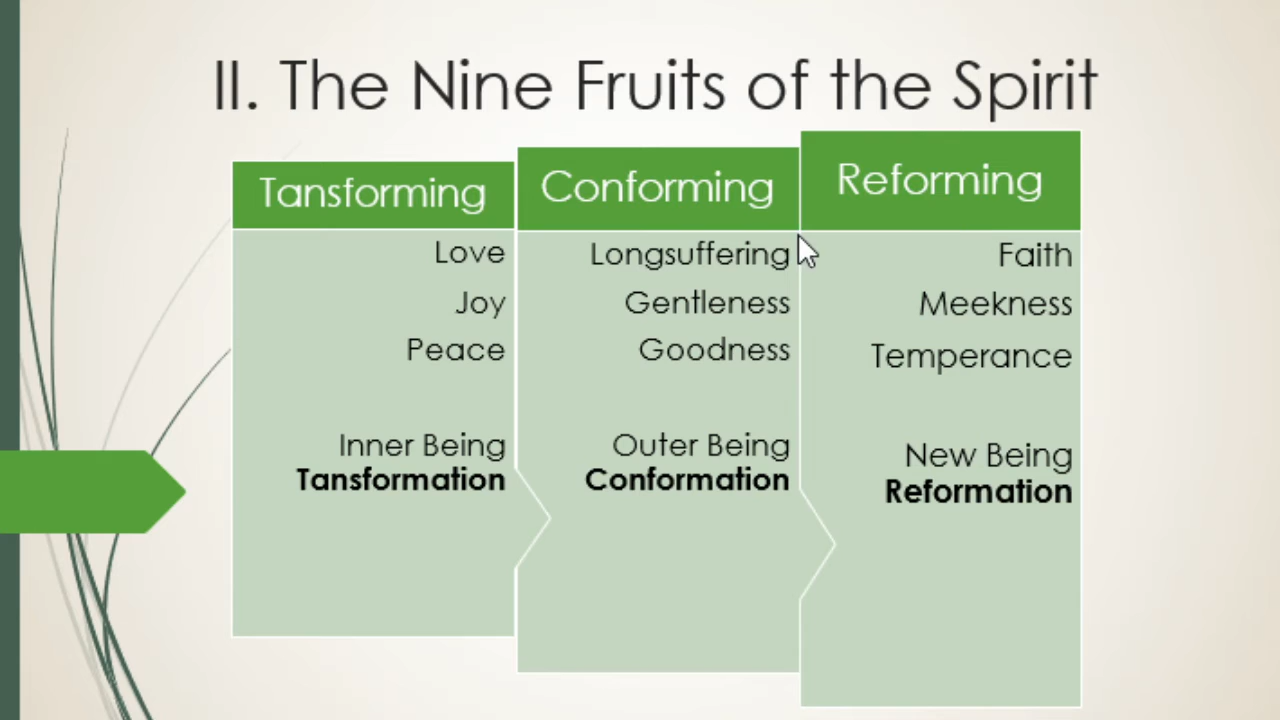 II. The Nine Fruits of the Spirit
Tansforming
Love
Joy
Peace
Inner Being
Tansformation
Conforming
Longsuffering
Gentleness
Goodness
Outer Being
Conformation
Reforming
Faith
Meekness
Temperance
New Being
Reformation